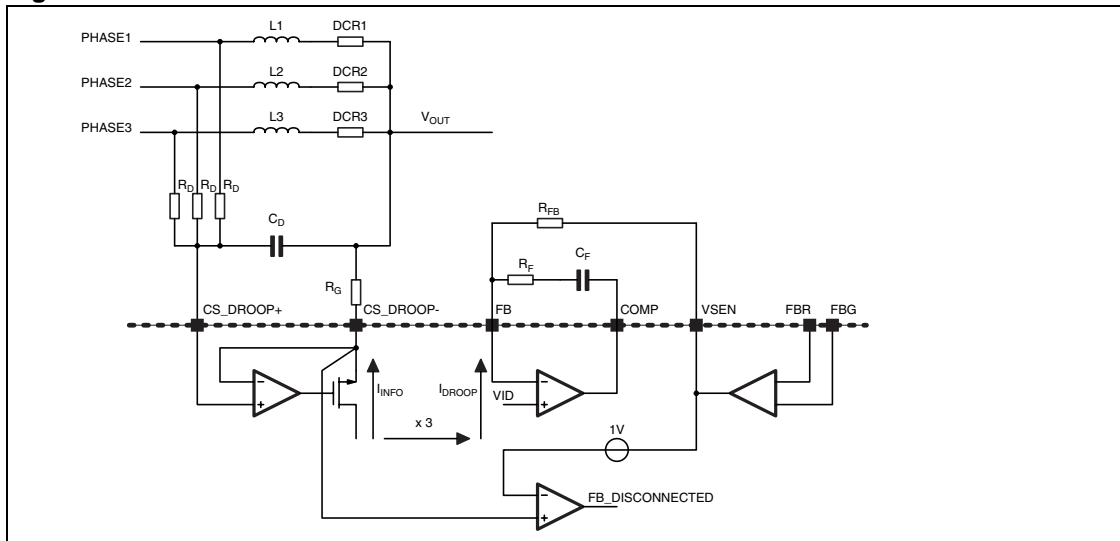 PHASE1
L1
DCR1
PHASE2
L2
DCR2
PHASE3
L3
DCR3
VOUT
RD
RD
RD
CD
RFB
RF
CF
RG
CS_DROOP+
CS_DROOP-
FB
COMP
VSEN
FBR
FBG
IINFO
IDROOP
VID
x 3
1V
FB_DISCONNECTED
-
+
-
+
-
+